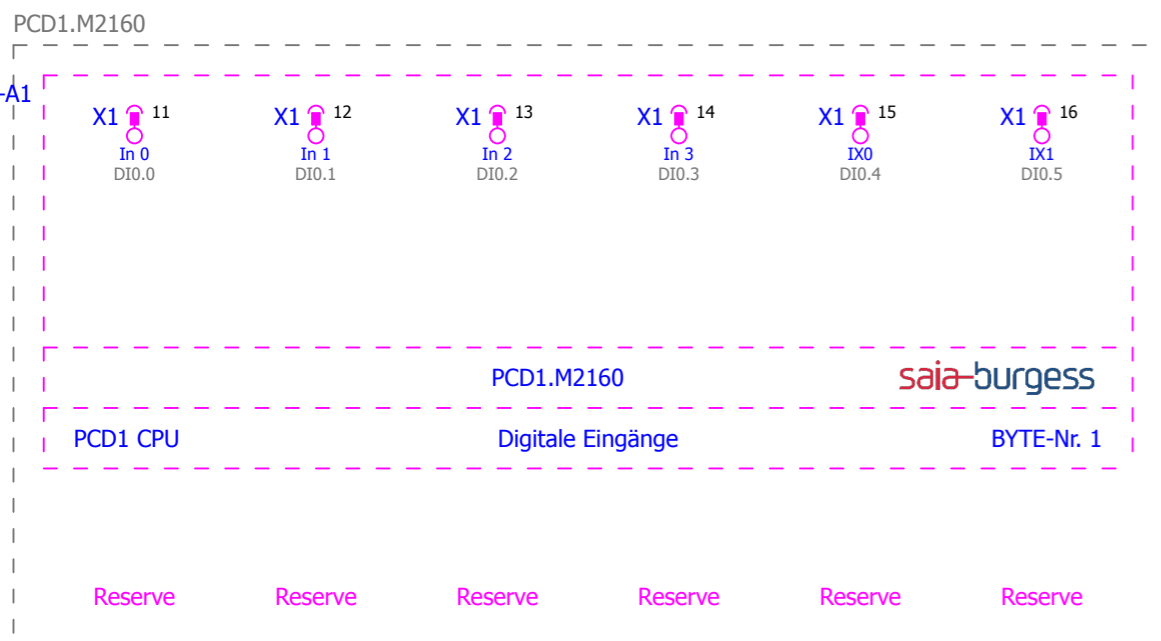 PCD1.M2160
-A1
X1 11 X1 12 X1 13 X1 14 X1 15 X1 16
In 0 In 1 In 2 In 3 IX0 IX1
DI0.0 DI0.1 DI0.2 DI0.3 DI0.4 DI0.5
PCD1.M2160 saia-burgess
PCD1 CPU Digitale Eingänge BYTE-Nr. 1
Reserve Reserve Reserve Reserve Reserve Reserve